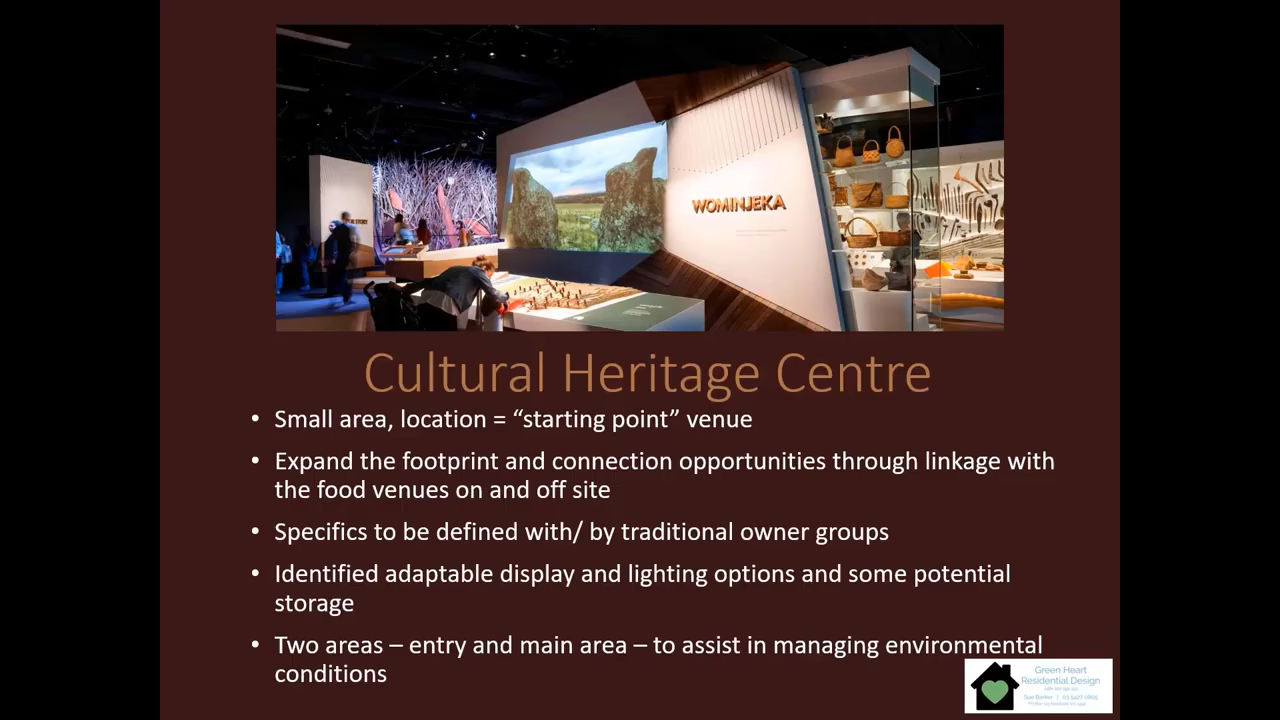 WOMINJEKA
Cultural Heritage Centre
• Small area, location = “starting point” venue
• Expand the footprint and connection opportunities through linkage with
the food venues on and off site
• Specifics to be defined with/ by traditional owner groups
• Identified adaptable display and lighting options and some potential
storage
• Two areas – entry and main area – to assist in managing environmental
conditions
Green Heart
Residential Design